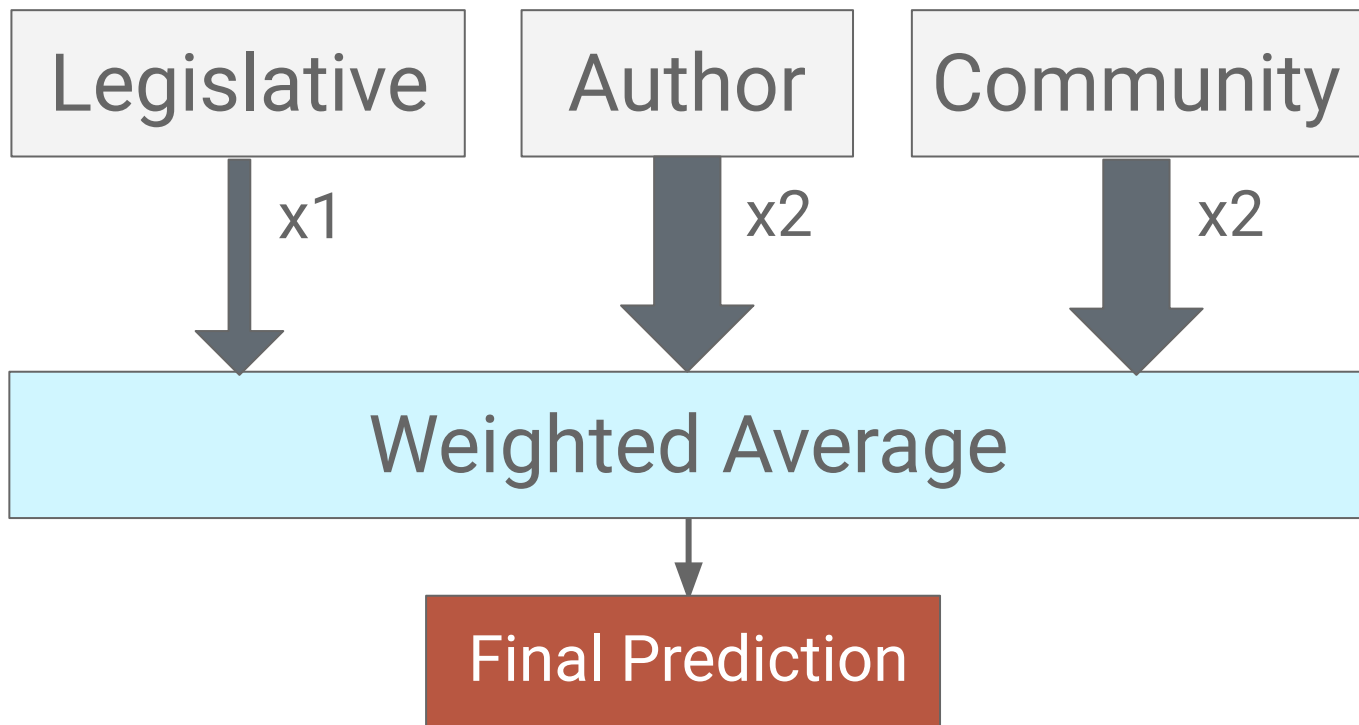 Legislative
Author
Community
x1
x2
x2
Weighted Average
Final Prediction